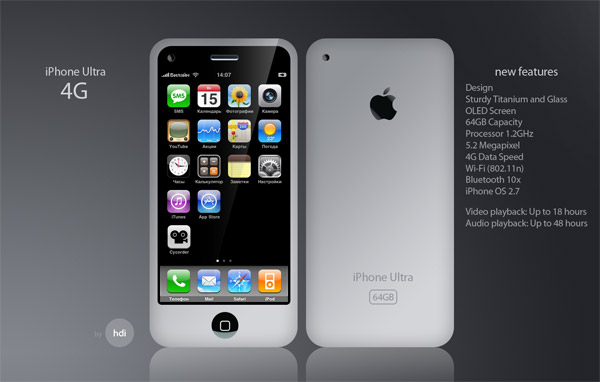 iPhone Ultra
4G
Билайн 14:07
15
SMS Календарь Фотографии Камера
YouTube Акции Карты Погода
Часы Калькулятор Заметки Настройки
iTunes App Store
Cycorder
Телефон Mail Safari iPod
by hdi
iPhone Ultra
64GB
new features
Design
Sturdy Titanium and Glass
OLED Screen
64GB Capacity
Processor 1.2GHz
5.2 Megapixel
4G Data Speed
Wi-Fi (802.11n)
Bluetooth 10x
iPhone OS 2.7
Video playback: Up to 18 hours
Audio playback: Up to 48 hours